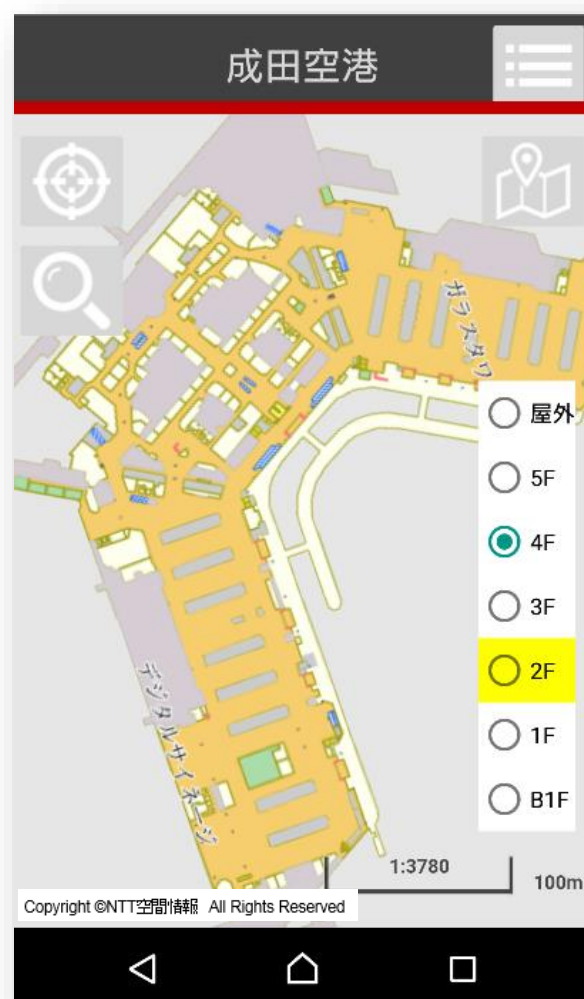 成田空港
ガラスタワ
屋外
5F
4F
3F
2F
1F
B1F
デジタルサイネージ
1:3780
100m
Copyright ©NTT空間情報 All Rights Reserved